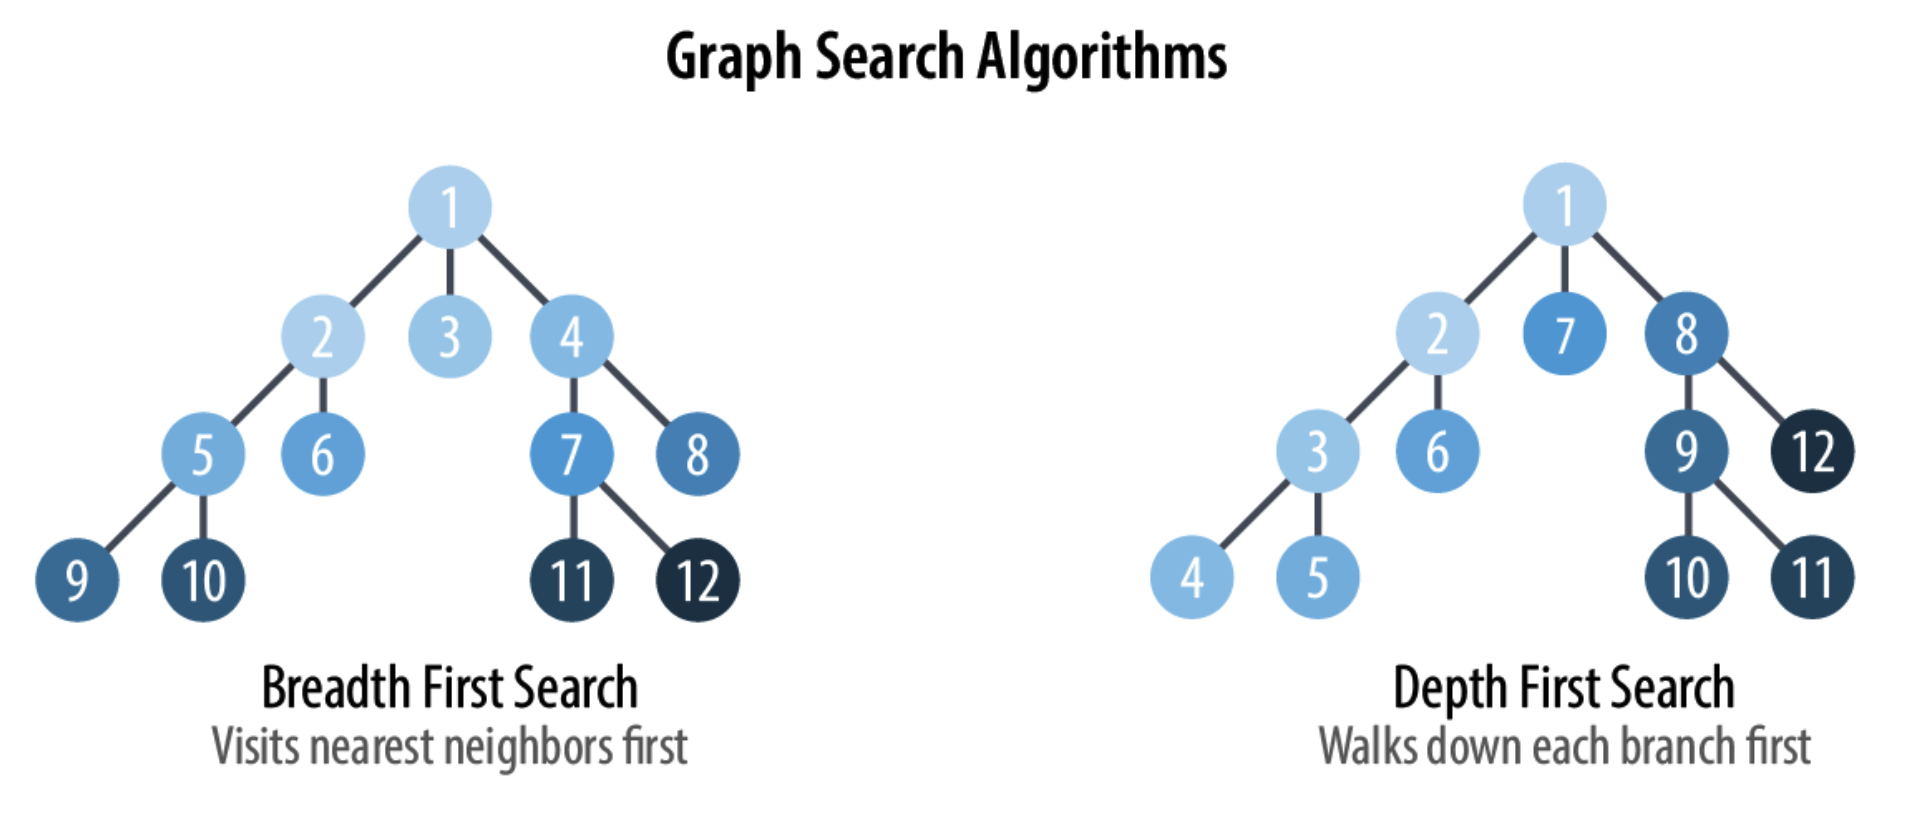 Graph Search Algorithms
1
2 3 4
5 6 7 8
9 10 11 12
Breadth First Search
Visits nearest neighbors first
1
2 7 8
3 6 9 12
4 5 10 11
Depth First Search
Walks down each branch first